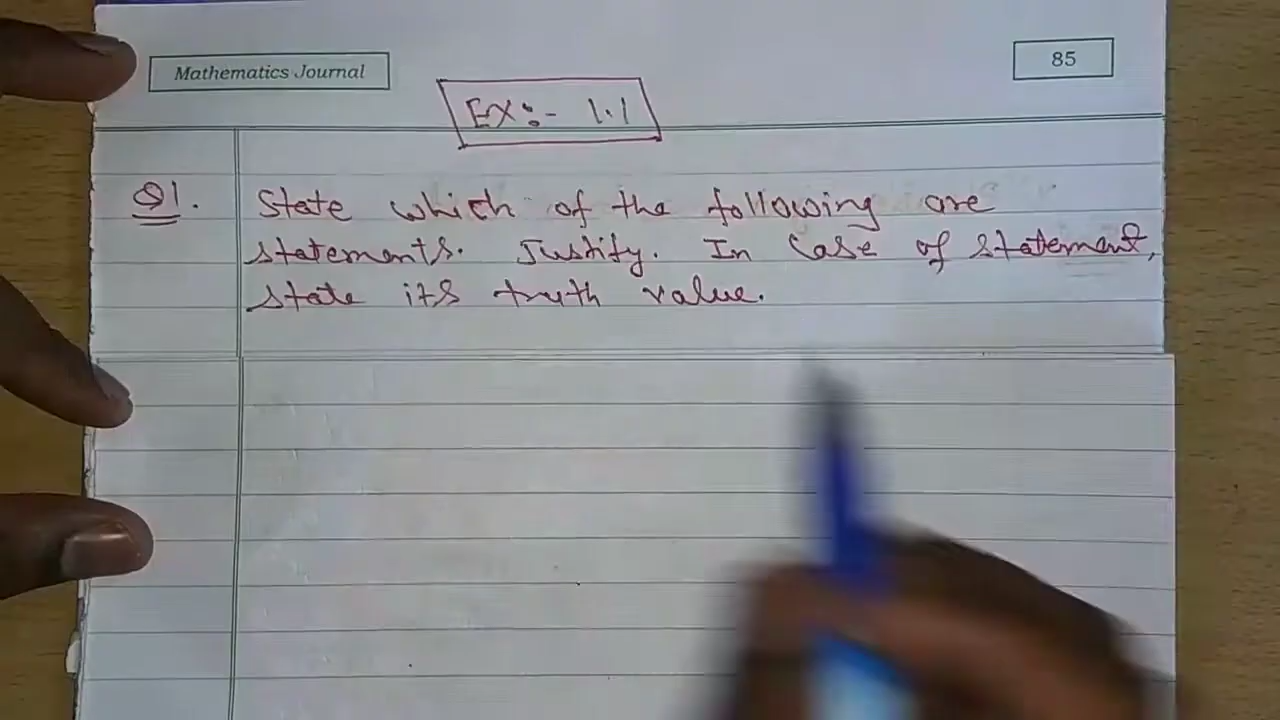 Mathematics Journal
85
Ex:- 1.1
Q1. State which of the following are
statements. Justify. In case of statement,
state its truth value.